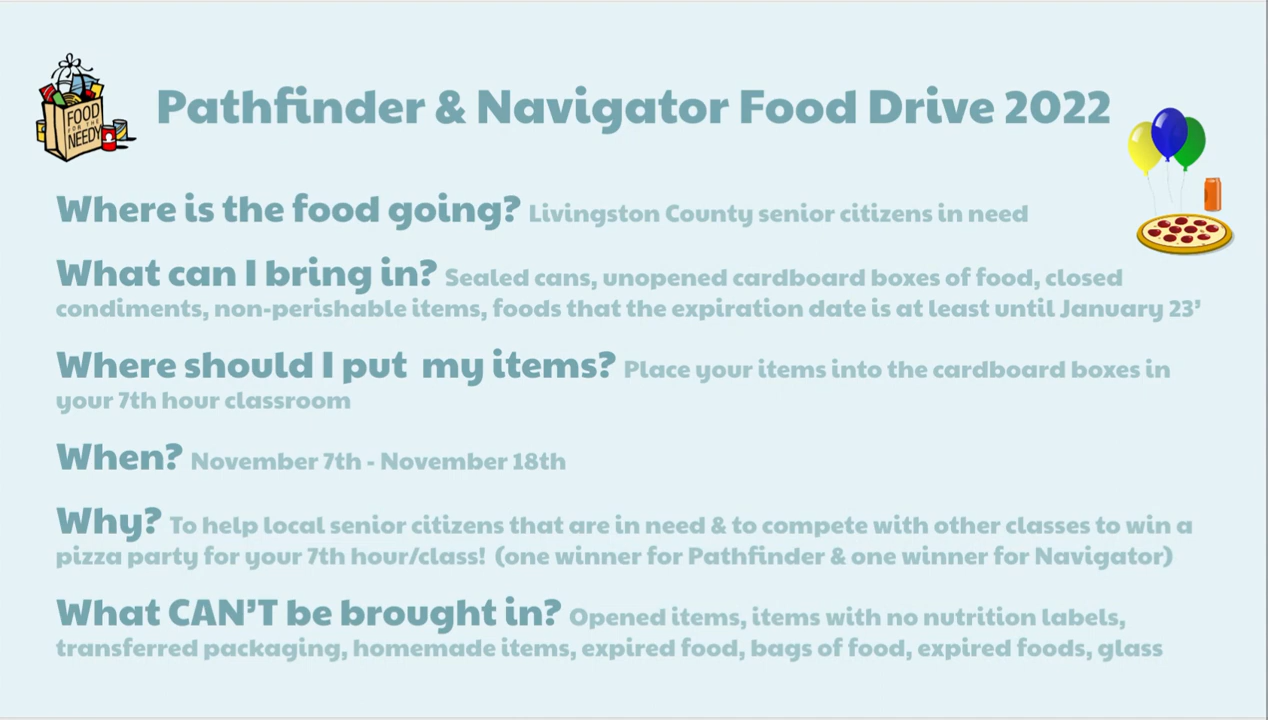 FOOD
FOR THE
NEEDY
Pathfinder & Navigator Food Drive 2022
Where is the food going? Livingston County senior citizens in need
What can I bring in? Sealed cans, unopened cardboard boxes of food, closed
condiments, non-perishable items, foods that the expiration date is at least until January 23’
Where should I put  my items? Place your items into the cardboard boxes in
your 7th hour classroom
When? November 7th - November 18th
Why? To help local senior citizens that are in need & to compete with other classes to win a
pizza party for your 7th hour/class! (one winner for Pathfinder & one winner for Navigator)
What CAN’T be brought in? Opened items, items with no nutrition labels,
transferred packaging, homemade items, expired food, bags of food, expired foods, glass